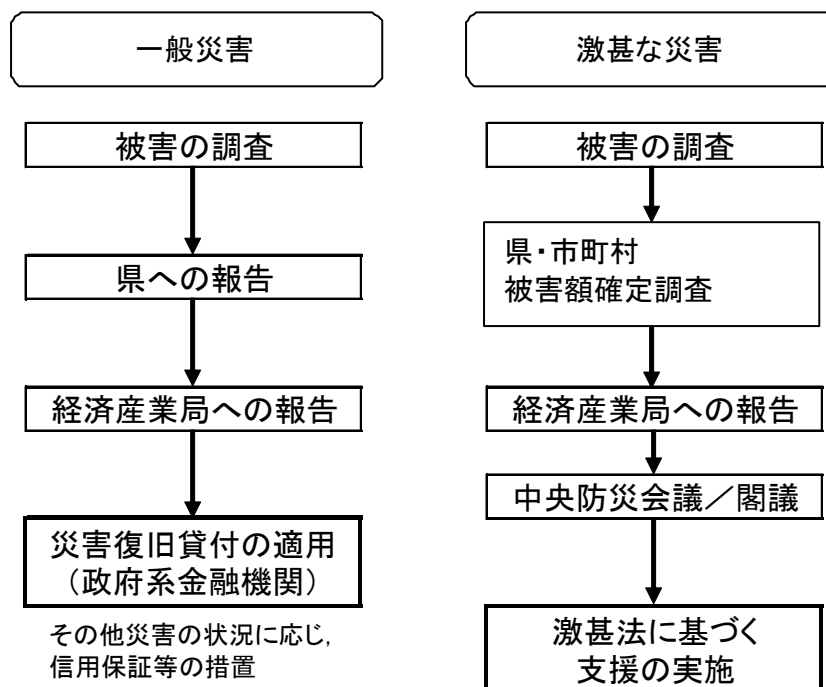 一般災害
被害の調査
県への報告
経済産業局への報告
災害復旧貸付の適用
（政府系金融機関）
その他災害の状況に応じ，
信用保証等の措置
激甚な災害
被害の調査
県・市町村
被害額確定調査
経済産業局への報告
中央防災会議／閣議
激甚法に基づく
支援の実施